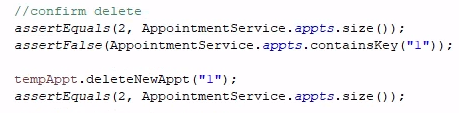 //confirm delete
assertEquals(2, AppointmentService.appts.size());
assertFalse(AppointmentService.appts.containsKey("1"));
tempAppt.deleteNewAppt("1");
assertEquals(2, AppointmentService.appts.size());